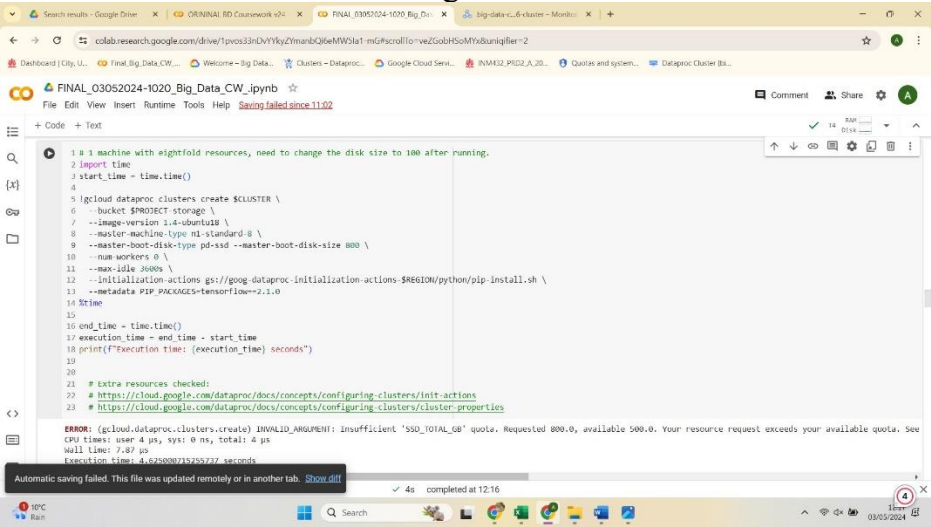 Search results - Google Drive
ORININAL BD Coursework v24
FINAL_03052024-1020_Big_Dat
big-data-c...6-cluster – Monito
colab.research.google.com/drive/1pvos33nDvYYkyZYmanbQi6eMWSIa1-mG#scrollTo=veZGobHSoMYx&uniqifier=2
Dashboard | City, U...
Final_Big_Data_CW_...
Welcome – Big Data...
Clusters – Dataproc...
Google Cloud Servi...
INM432_PRD2_A_20...
Quotas and system...
Dataproc Cluster (bi...
FINAL_03052024-1020_Big_Data_CW_.ipynb
File Edit View Insert Runtime Tools Help Saving failed since 11:02
Comment Share A
+ Code + Text
RAM
Disk
1 # 1 machine with eightfold resources, need to change the disk size to 100 after running.
2 import time
3 start_time = time.time()
4
5 !gcloud dataproc clusters create $CLUSTER \
6 --bucket $PROJECT-storage \
7 --image-version 1.4-ubuntu18 \
8 --master-machine-type n1-standard-8 \
9 --master-boot-disk-type pd-ssd --master-boot-disk-size 800 \
10 --num-workers 0 \
11 --max-idle 3600s \
12 --initialization-actions gs://goog-dataproc-initialization-actions-$REGION/python/pip-install.sh \
13 --metadata PIP_PACKAGES=tensorflow==2.1.0
14 %time
15
16 end_time = time.time()
17 execution_time = end_time - start_time
18 print(f"Execution time: {execution_time} seconds")
19
20
21 # Extra resources checked:
22 # https://cloud.google.com/dataproc/docs/concepts/configuring-clusters/init-actions
23 # https://cloud.google.com/dataproc/docs/concepts/configuring-clusters/cluster-properties
ERROR: (gcloud.dataproc.clusters.create) INVALID_ARGUMENT: Insufficient 'SSD_TOTAL_GB' quota. Requested 800.0, available 500.0. Your resource request exceeds your available quota. See
CPU times: user 4 µs, sys: 0 ns, total: 4 µs
Wall time: 7.87 µs
Execution time: 4.625000715255737 seconds
Automatic saving failed. This file was updated remotely or in another tab. Show diff
4s completed at 12:16
4
10°C
Rain
Search
03/05/2024